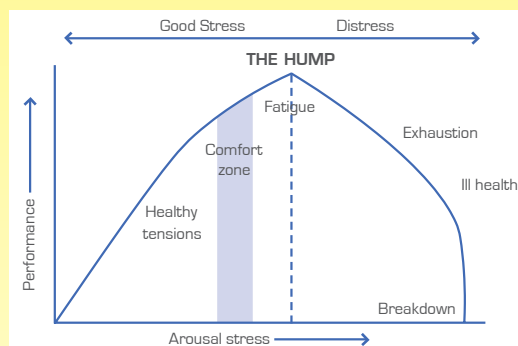 Good Stress
Distress
THE HUMP
Fatigue
Comfort
zone
Exhaustion
Ill health
Healthy
tensions
Performance
Breakdown
Arousal stress